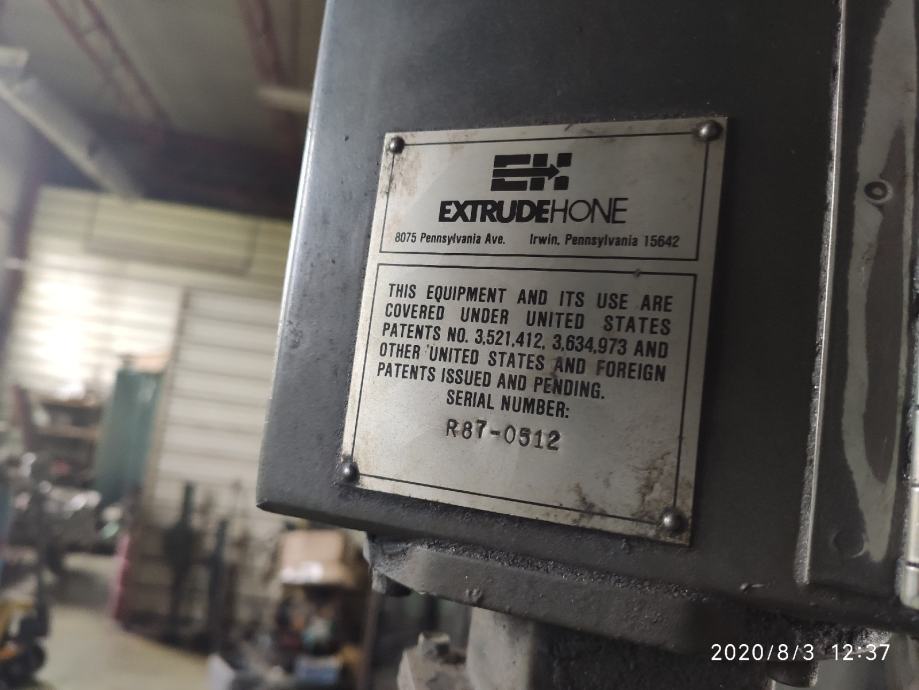 EH
EXTRUDEHONE
8075 Pennsylvania Ave. Irwin, Pennsylvania 15642
THIS EQUIPMENT AND ITS USE ARE
COVERED UNDER UNITED STATES
PATENTS NO. 3,521,412, 3,634,973 AND
OTHER UNITED STATES AND FOREIGN
PATENTS ISSUED AND PENDING.
SERIAL NUMBER:
R87-0512
2020/8/3 12:37